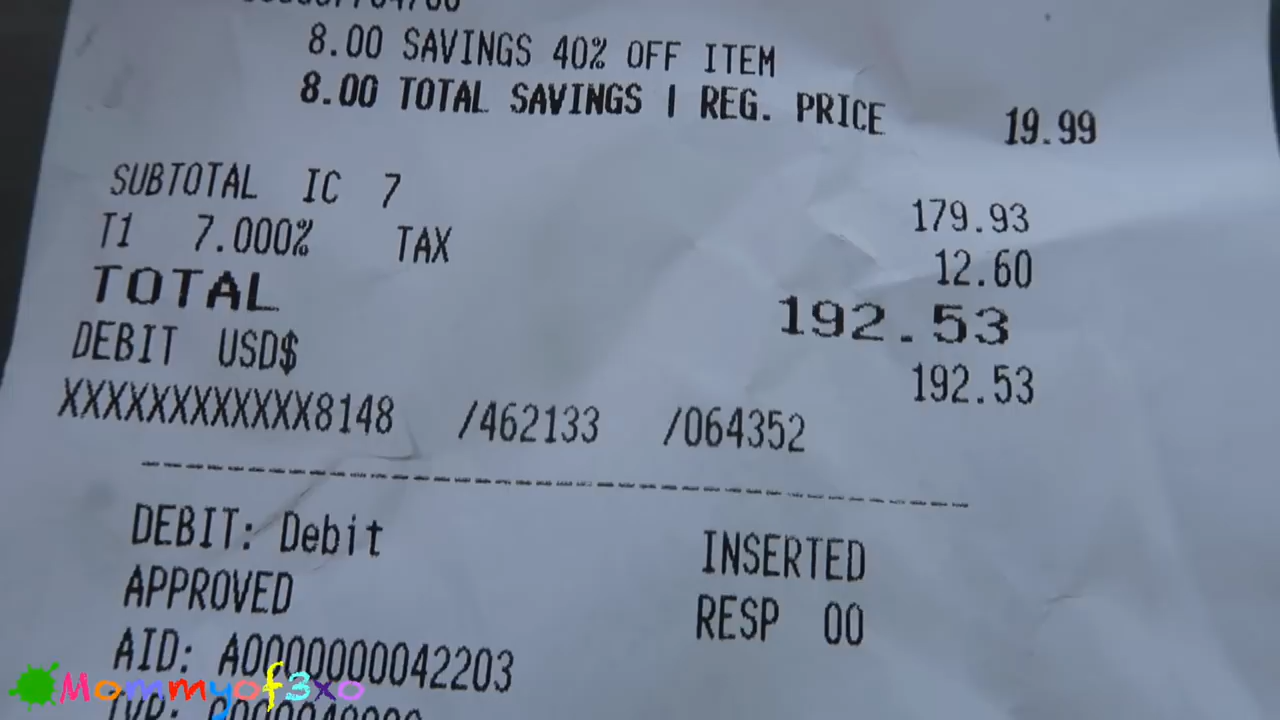 8.00 SAVINGS 40% OFF ITEM
8.00 TOTAL SAVINGS | REG. PRICE 19.99
SUBTOTAL IC 7 179.93
T1 7.000% TAX 12.60
TOTAL 192.53
DEBIT USD$ 192.53
XXXXXXXXXXXX8148 /462133 /064352
DEBIT: Debit INSERTED
APPROVED RESP 00
AID: A0000000042203
Mommyof3xo